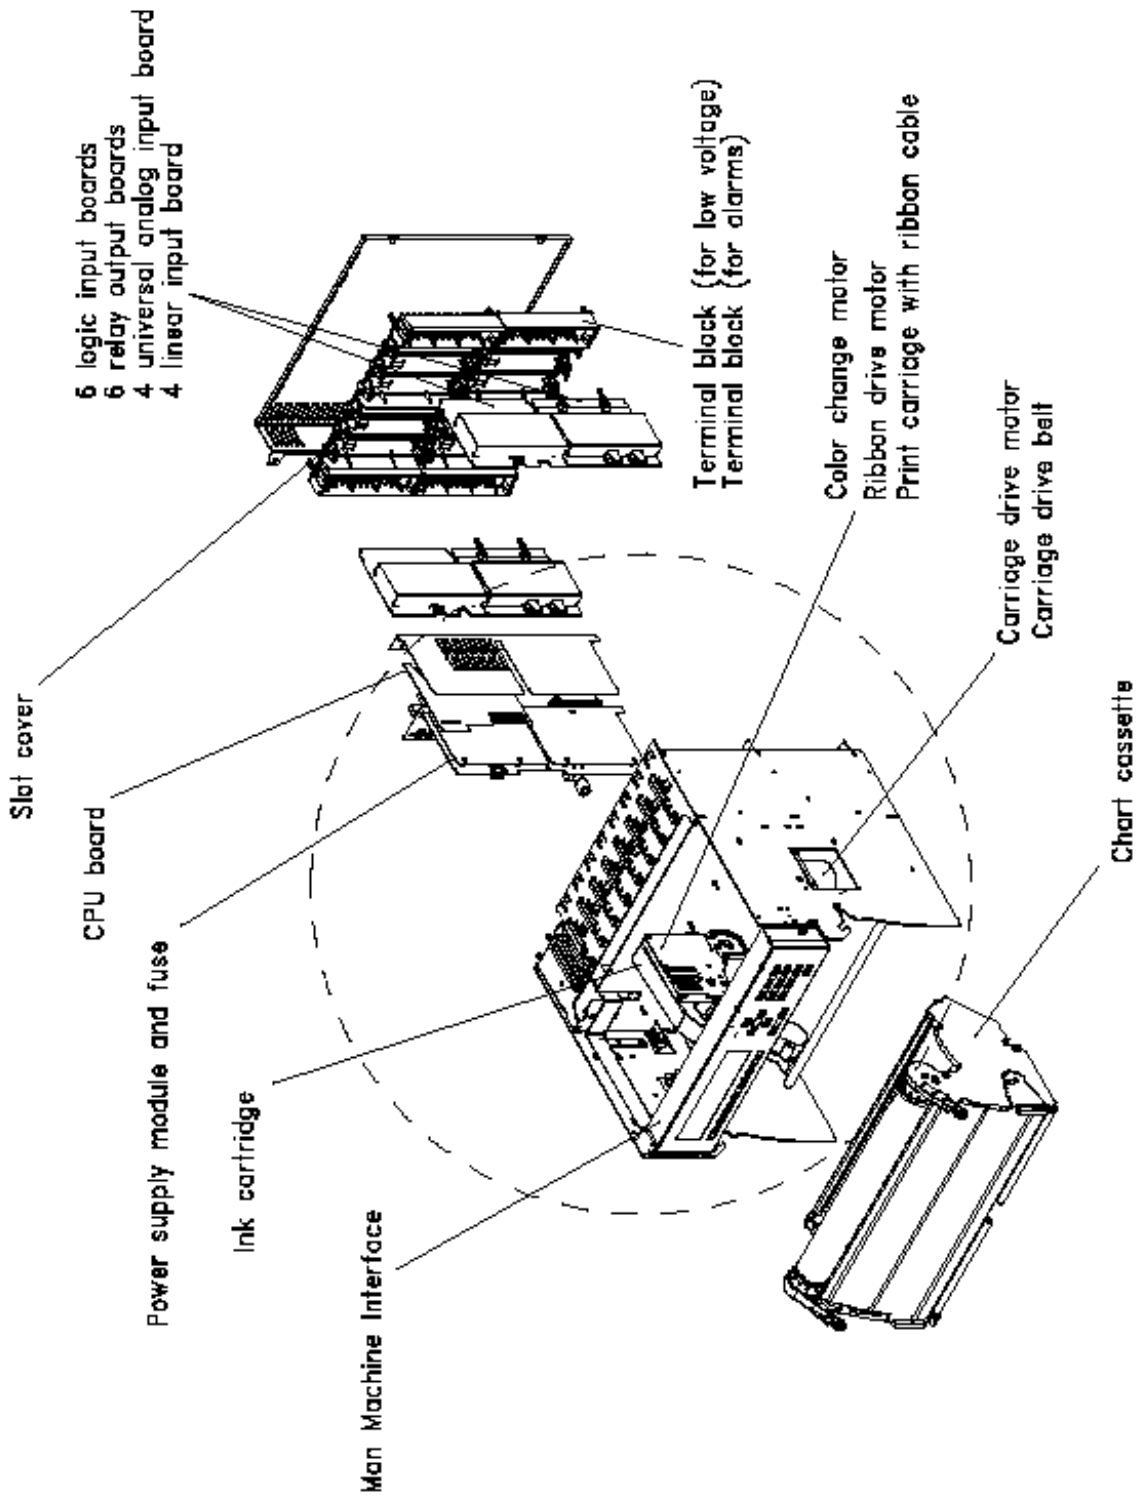 Man Machine Interface
Ink cartridge
Power supply module and fuse
CPU board
Slot cover
6 logic input boards
6 relay output boards
4 universal analog input board
4 linear input board
Terminal block (for low voltage)
Terminal block (for alarms)
Color change motor
Ribbon drive motor
Print carriage with ribbon cable
Carriage drive motor
Carriage drive belt
Chart cassette